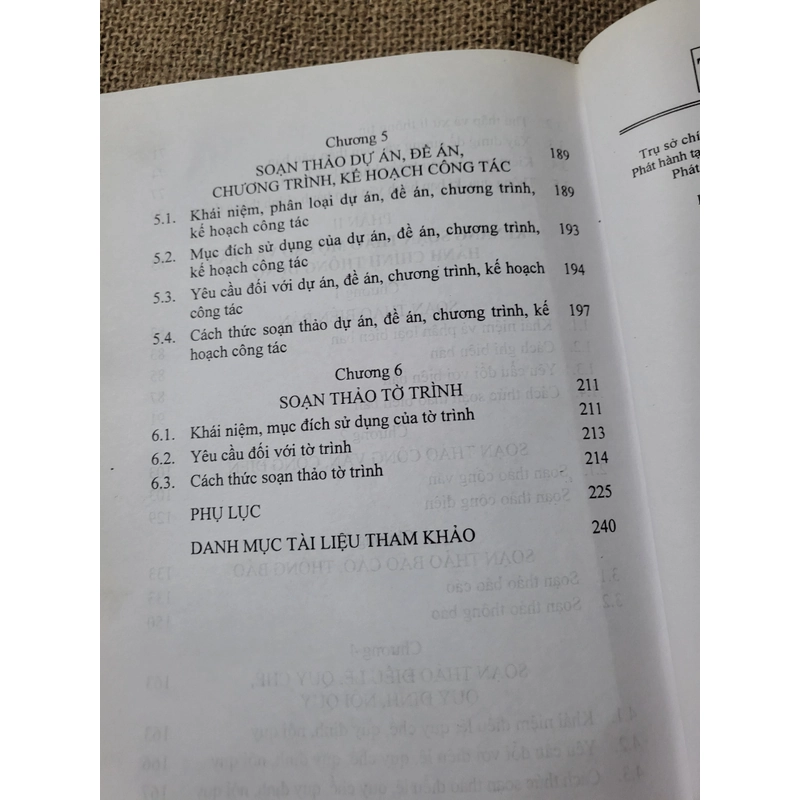 Chương 5
SOẠN THẢO DỰ ÁN, ĐỀ ÁN, 189
CHƯƠNG TRÌNH, KẾ HOẠCH CÔNG TÁC
5.1. Khái niệm, phân loại dự án, đề án, chương trình, 189
kế hoạch công tác
5.2. Mục đích sử dụng của dự án, đề án, chương trình, 193
kế hoạch công tác
5.3. Yêu cầu đối với dự án, đề án, chương trình, kế hoạch 194
công tác
5.4. Cách thức soạn thảo dự án, đề án, chương trình, kế 197
hoạch công tác
Chương 6
SOẠN THẢO TỜ TRÌNH 211
6.1. Khái niệm, mục đích sử dụng của tờ trình 211
6.2. Yêu cầu đối với tờ trình 213
6.3. Cách thức soạn thảo tờ trình 214
PHỤ LỤC 225
DANH MỤC TÀI LIỆU THAM KHẢO 240
Trụ sở chí
Phát hành tạ
Phát